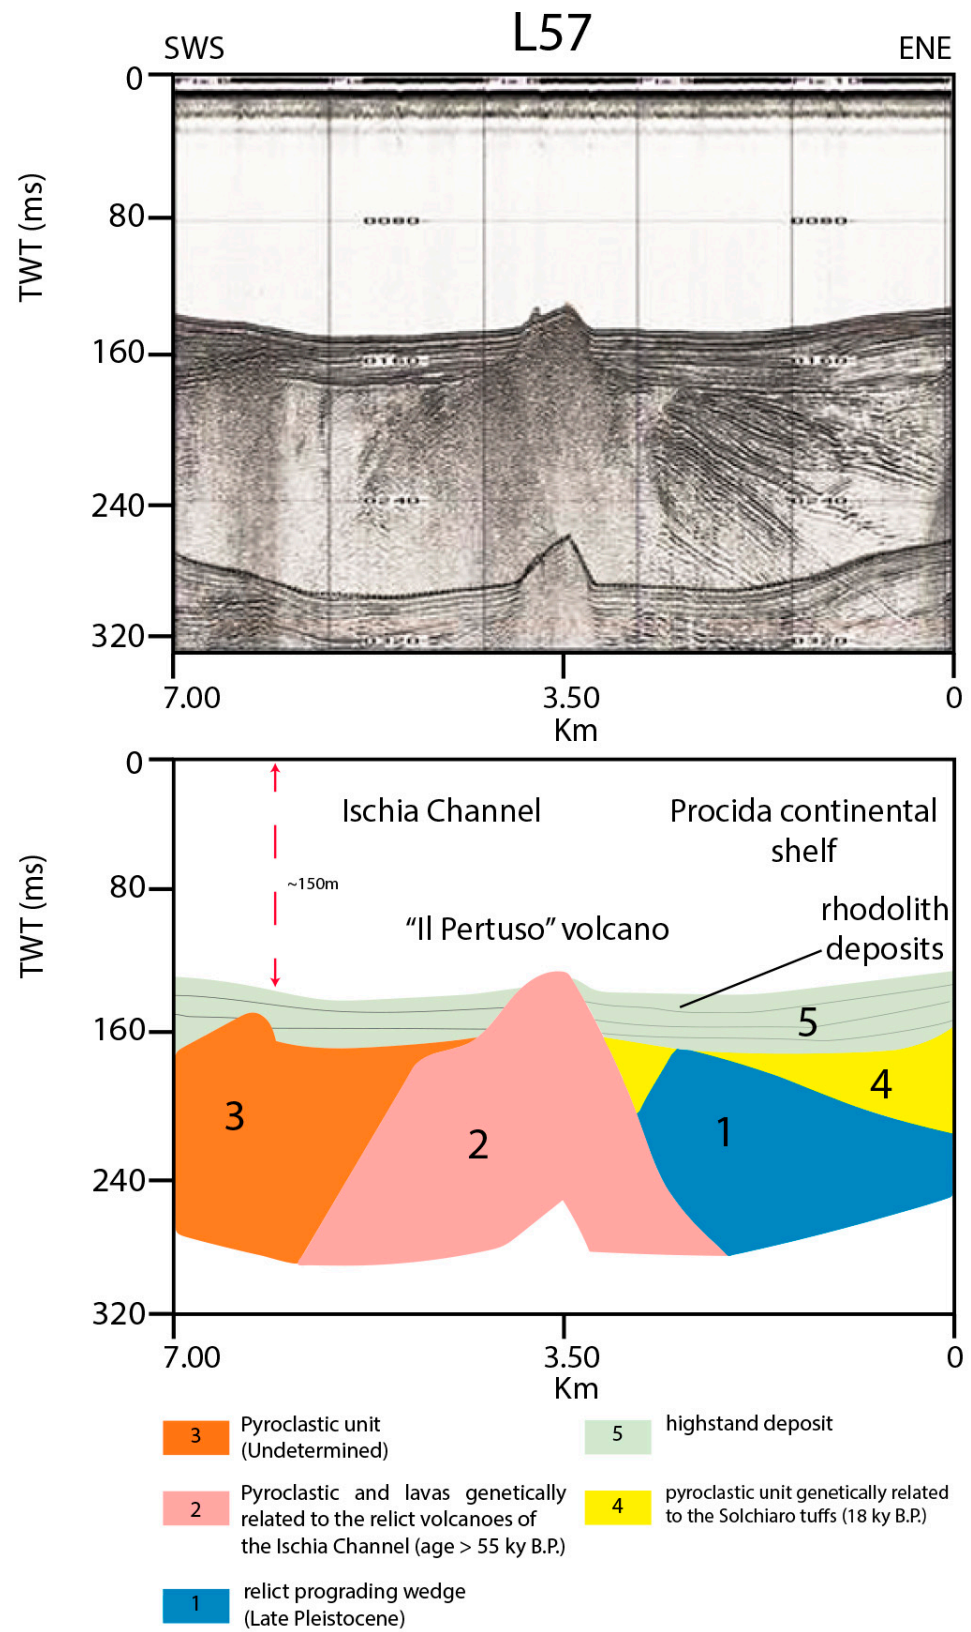 L57
SWS
ENE
0
80
160
240
320
TWT (ms)
0080
0080
0160
0240
0240
7.00
3.50
0
Km
0
80
160
240
320
TWT (ms)
Ischia Channel
Procida continental
shelf
~150m
"Il Pertuso" volcano
rhodolith
deposits
5
4
3
2
1
7.00
3.50
0
Km
3
Pyroclastic unit
(Undetermined)
5
highstand deposit
2
Pyroclastic and lavas genetically
related to the relict volcanoes of
the Ischia Channel (age > 55 ky B.P.)
4
pyroclastic unit genetically related
to the Solchiaro tuffs (18 ky B.P.)
1
relict prograding wedge
(Late Pleistocene)